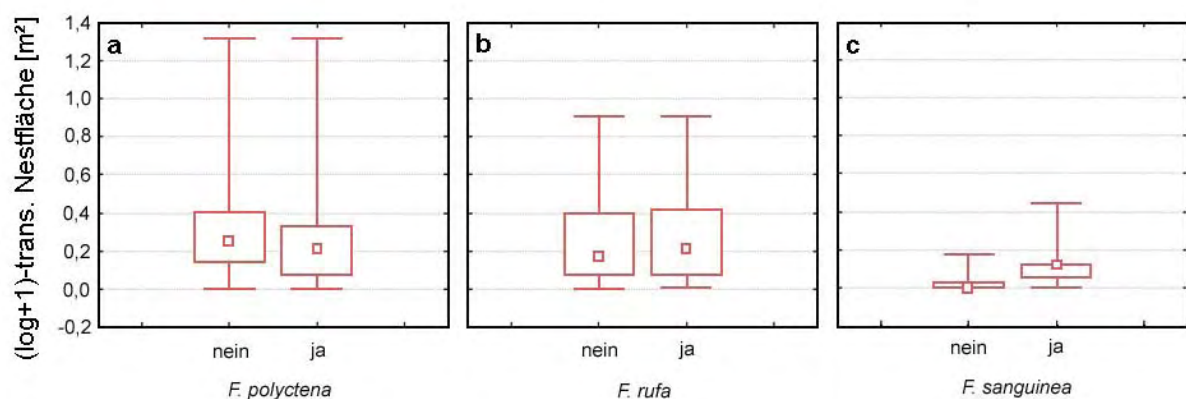 (log+1)-trans. Nestfläche [m²]
1,4
1,2
1,0
0,8
0,6
0,4
0,2
0,0
-0,2
a
nein ja
F. polyctena
b
nein ja
F. rufa
c
nein ja
F. sanguinea